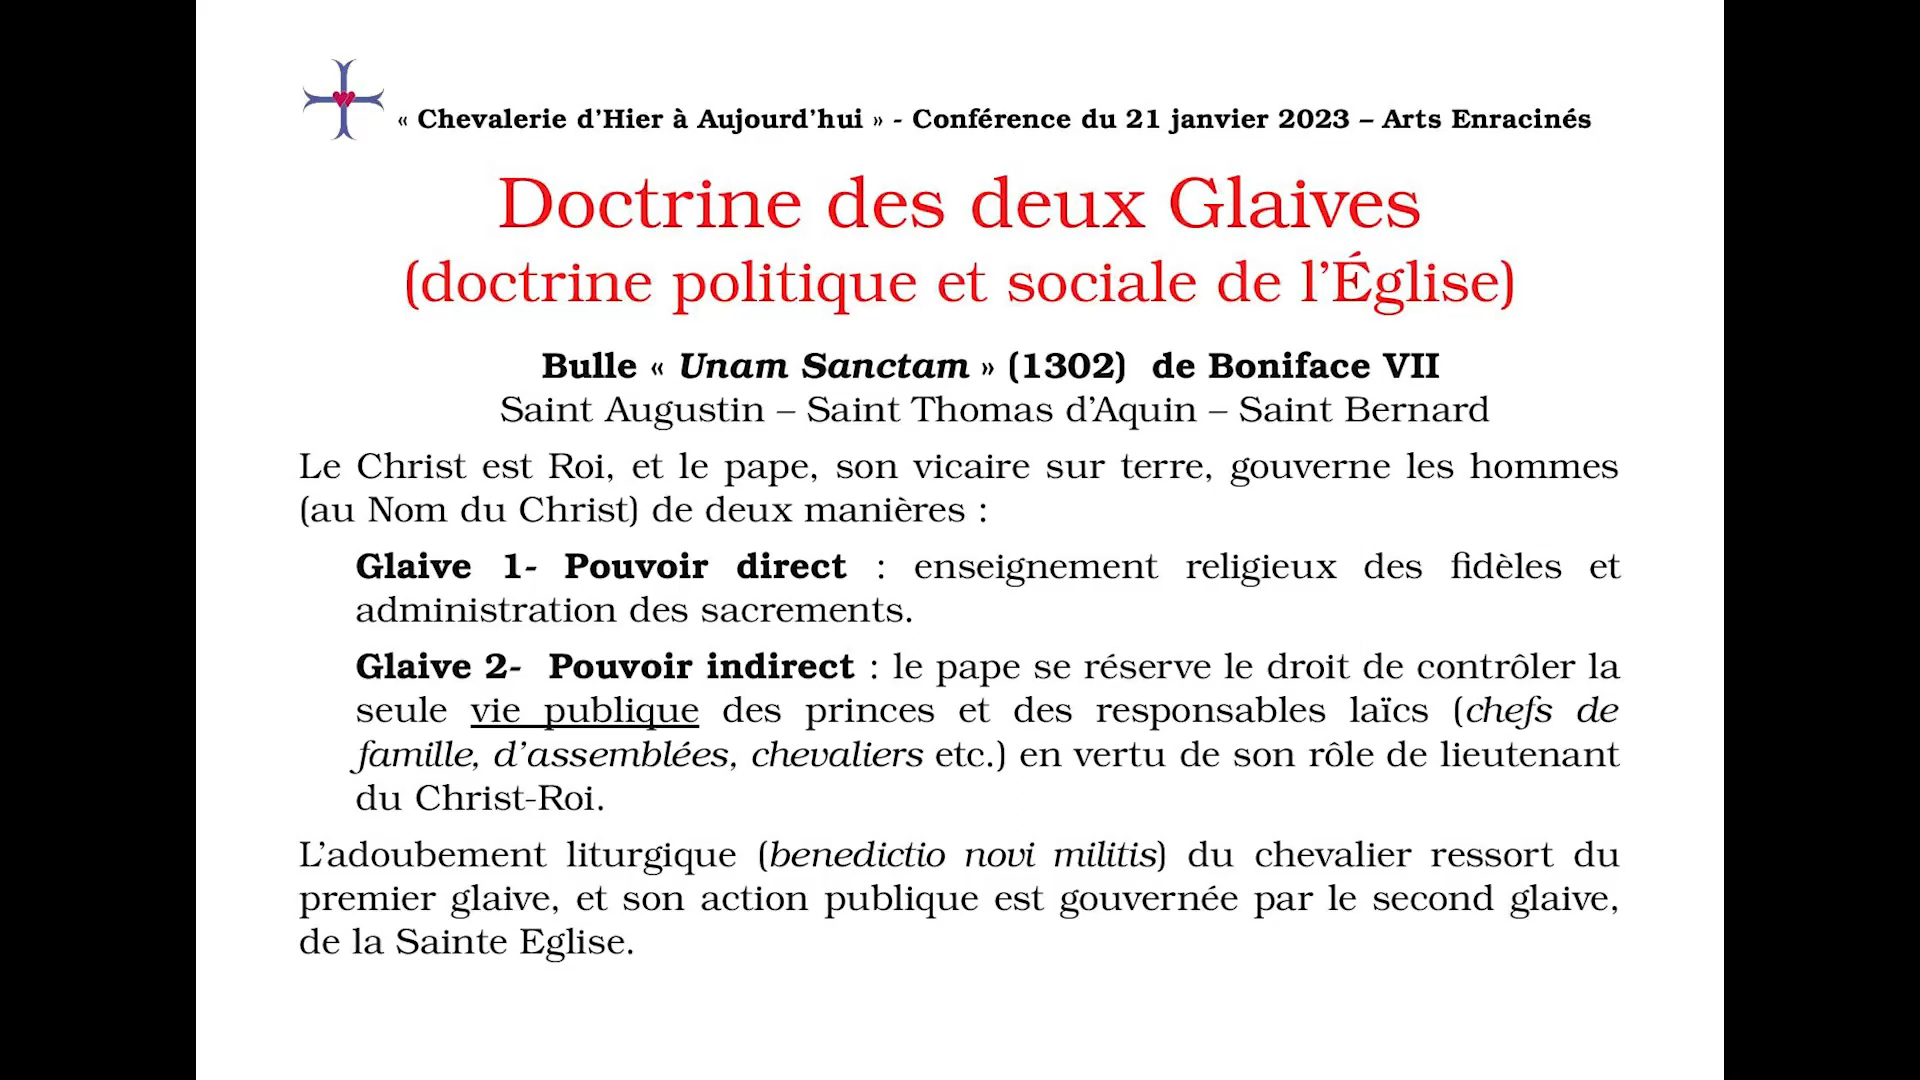 « Chevalerie d’Hier à Aujourd’hui » - Conférence du 21 janvier 2023 – Arts Enracinés
Doctrine des deux Glaives
(doctrine politique et sociale de l’Église)
Bulle « Unam Sanctam » (1302) de Boniface VII
Saint Augustin – Saint Thomas d’Aquin – Saint Bernard
Le Christ est Roi, et le pape, son vicaire sur terre, gouverne les hommes
(au Nom du Christ) de deux manières :
Glaive 1- Pouvoir direct : enseignement religieux des fidèles et
administration des sacrements.
Glaive 2- Pouvoir indirect : le pape se réserve le droit de contrôler la
seule vie publique des princes et des responsables laïcs (chefs de
famille, d’assemblées, chevaliers etc.) en vertu de son rôle de lieutenant
du Christ-Roi.
L’adoubement liturgique (benedictio novi militis) du chevalier ressort du
premier glaive, et son action publique est gouvernée par le second glaive,
de la Sainte Eglise.